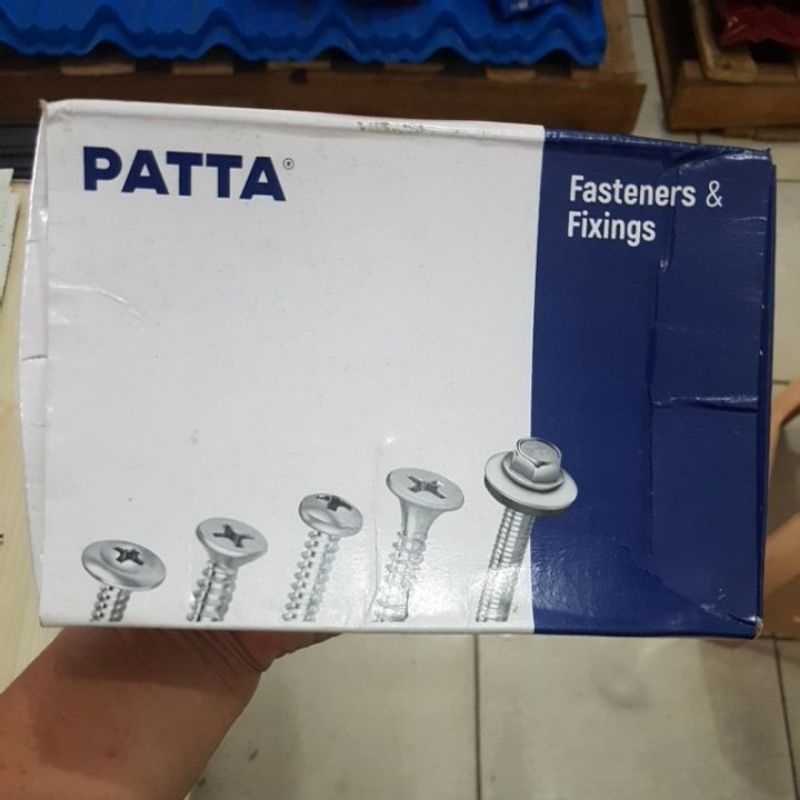 PATTA®
Fasteners &
Fixings